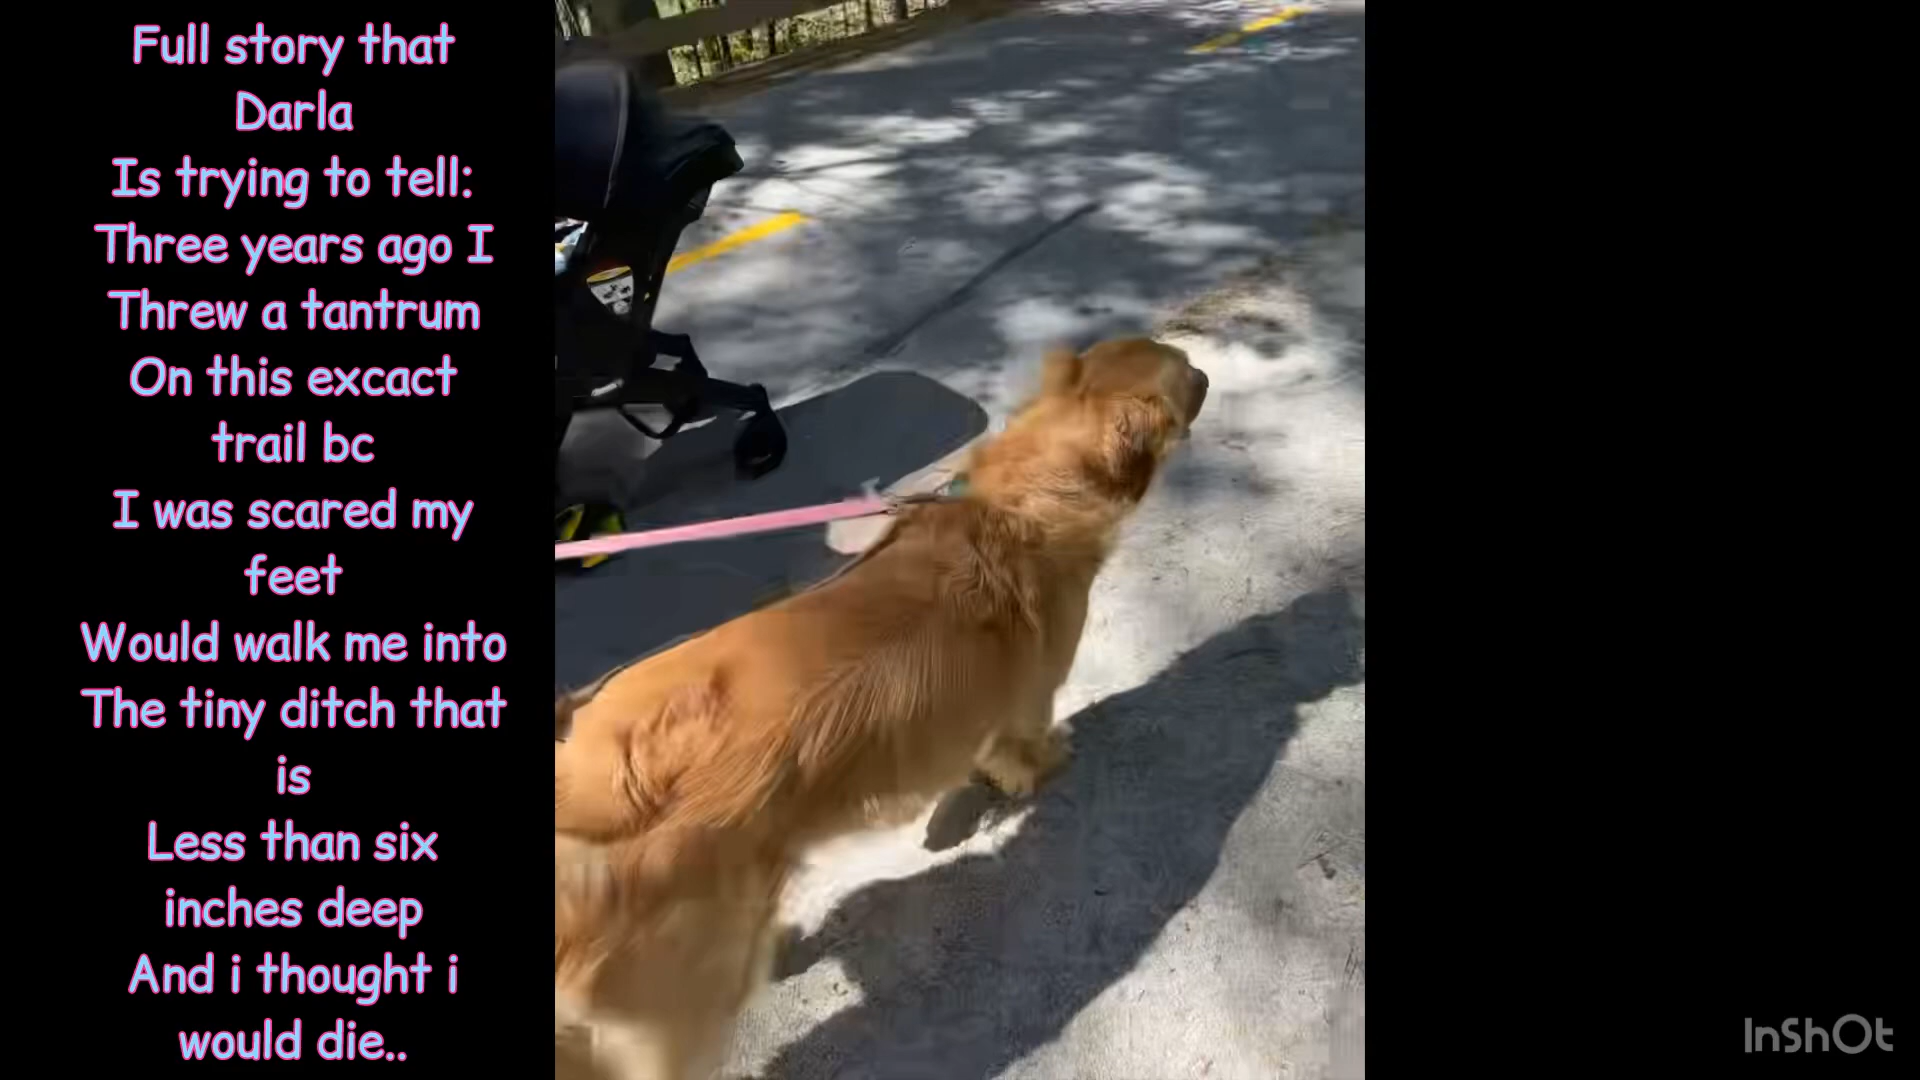 Full story that
Darla
Is trying to tell:
Three years ago I
Threw a tantrum
On this excact
trail bc
I was scared my
feet
Would walk me into
The tiny ditch that
is
Less than six
inches deep
And i thought i
would die..
InShOt